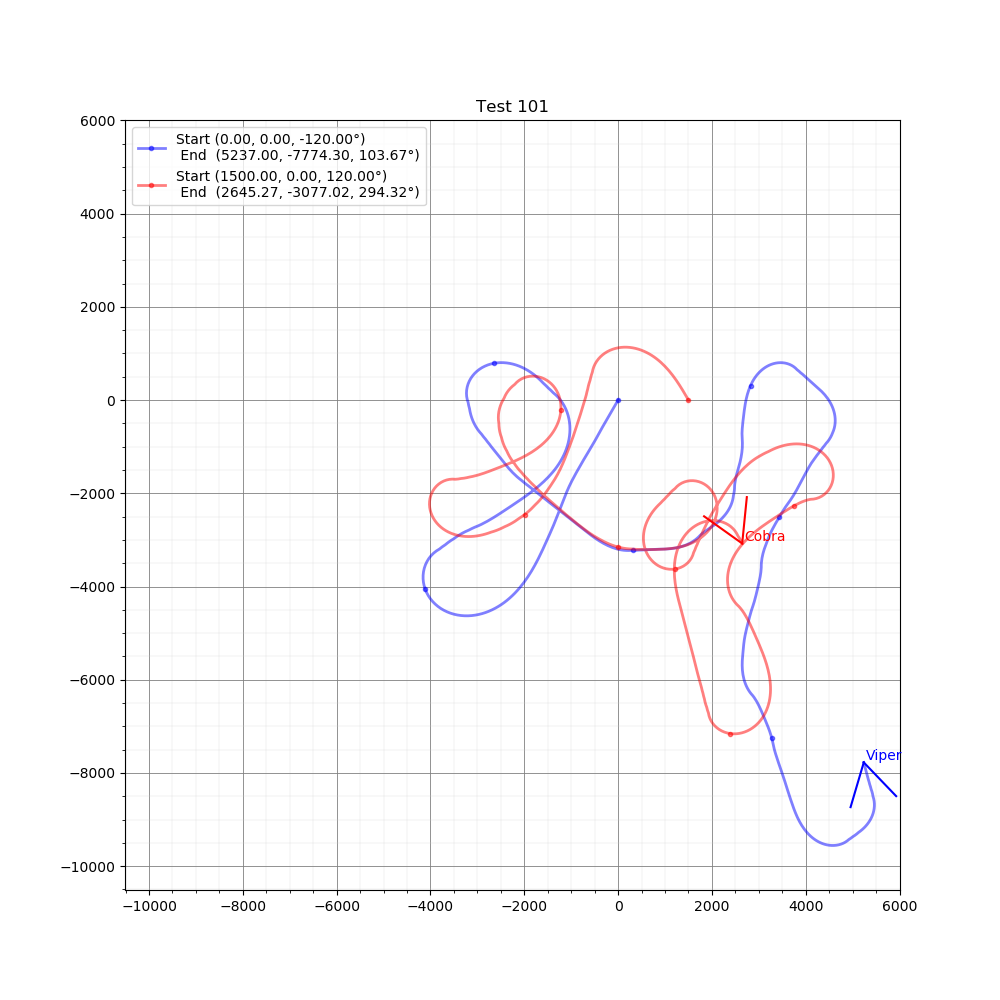 Test 101
6000
4000
2000
0
−2000
−4000
−6000
−8000
−10000
Start (0.00, 0.00, -120.00°)
End (5237.00, -7774.30, 103.67°)
Start (1500.00, 0.00, 120.00°)
End (2645.27, -3077.02, 294.32°)
Cobra
Viper
−10000 −8000 −6000 −4000 −2000 0 2000 4000 6000